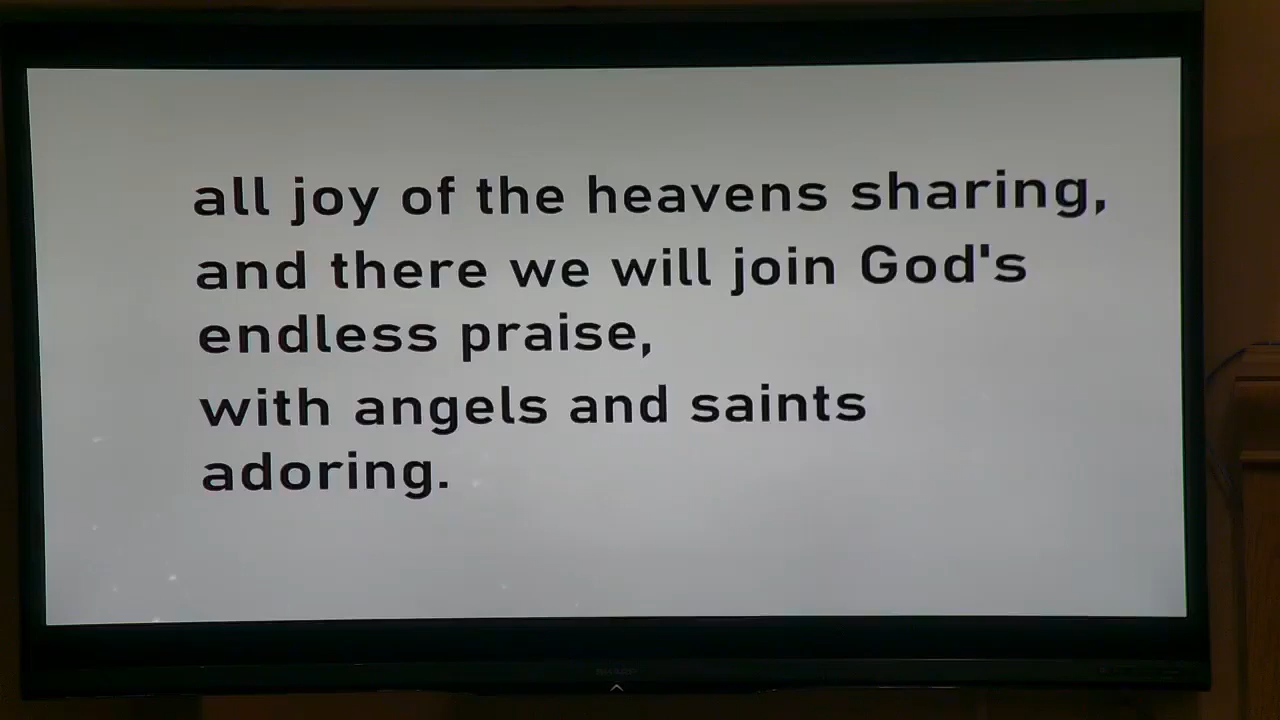 all joy of the heavens sharing,
and there we will join God's
endless praise,
with angels and saints
adoring.